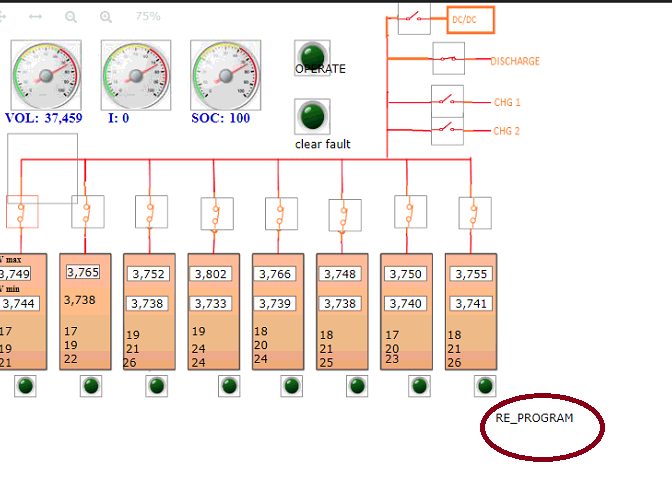 75%
DC/DC
OPERATE
DISCHARGE
VOL: 37,459 I: 0 SOC: 100
CHG 1
CHG 2
clear fault
V max
3,749 3,765 3,752 3,802 3,766 3,748 3,750 3,755
V min
3,744 3,738 3,738 3,733 3,739 3,738 3,740 3,741
17 17 19 19 18 18 17 18
19 19 21 24 20 21 20 21
21 22 26 24 24 25 23 26
RE_PROGRAM